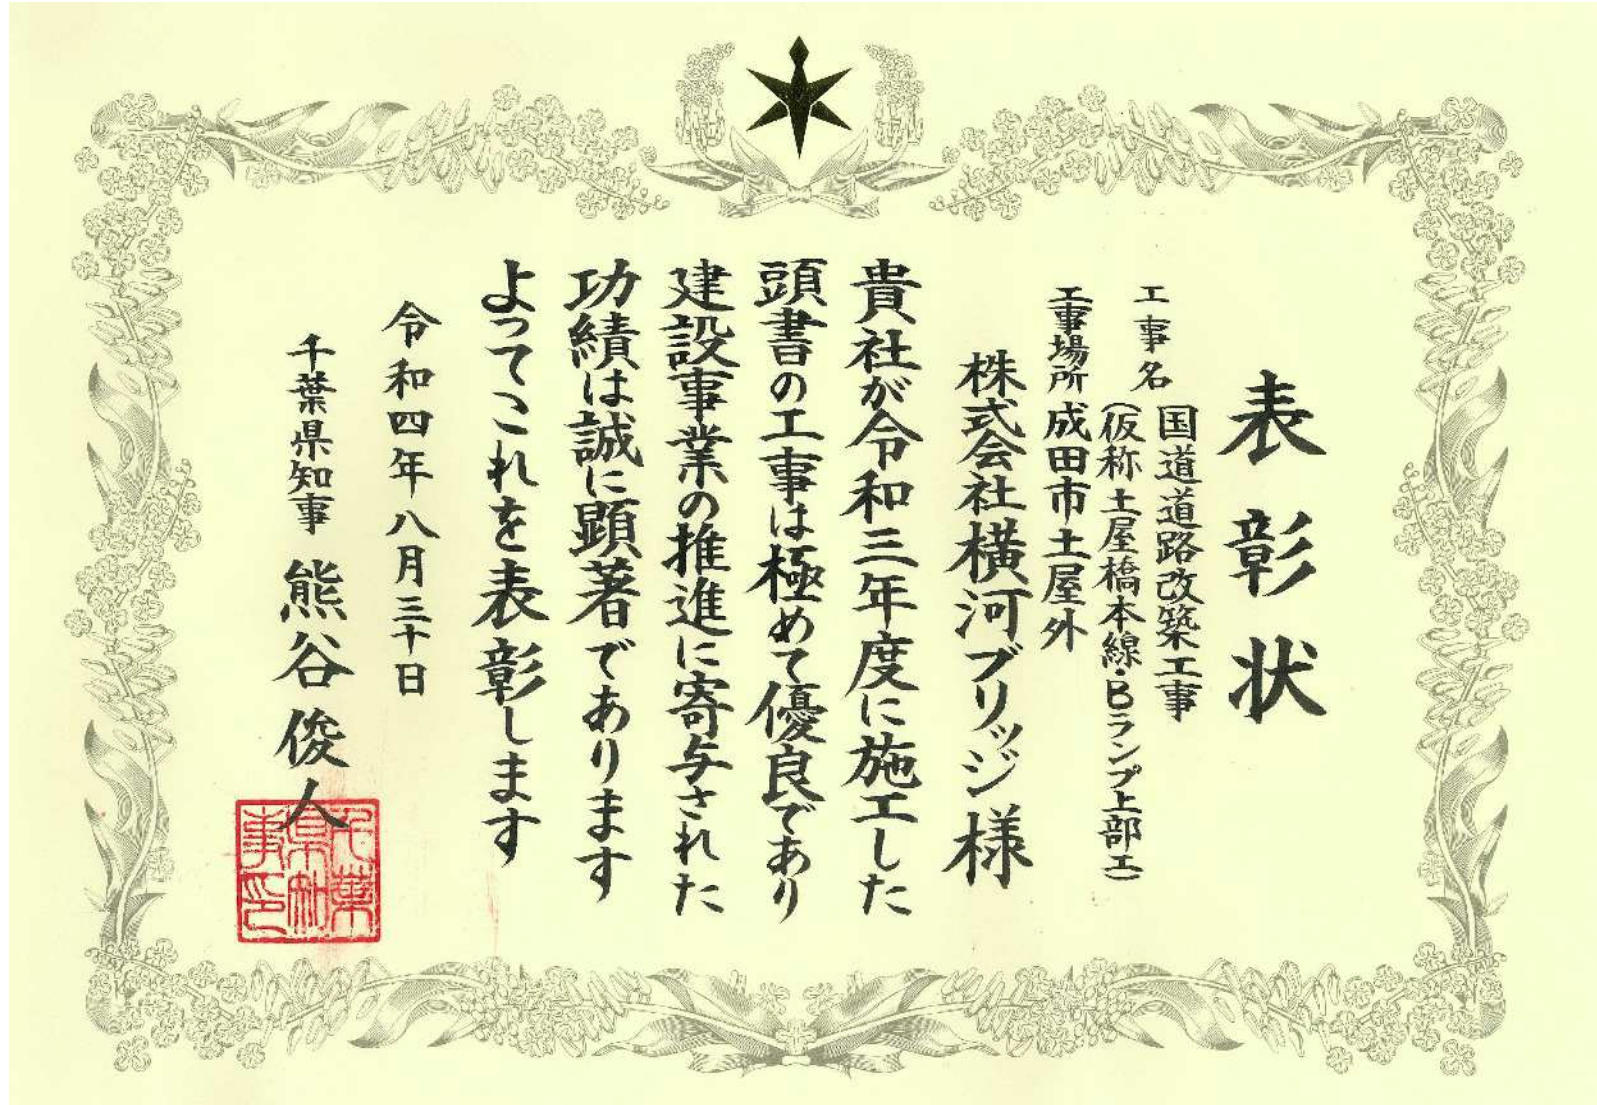 表彰状
工事名 国道道路改築工事
(仮称土屋橋本線・Bランプ上部工)
工事場所 成田市土屋外
株式会社横河ブリッジ様
貴社が令和三年度に施工した
頭書の工事は極めて優良であり
建設事業の推進に寄与された
功績は誠に顕著であります
よってこれを表彰します
令和四年八月三十日
千葉県知事 熊谷俊人
千葉
県知
事印